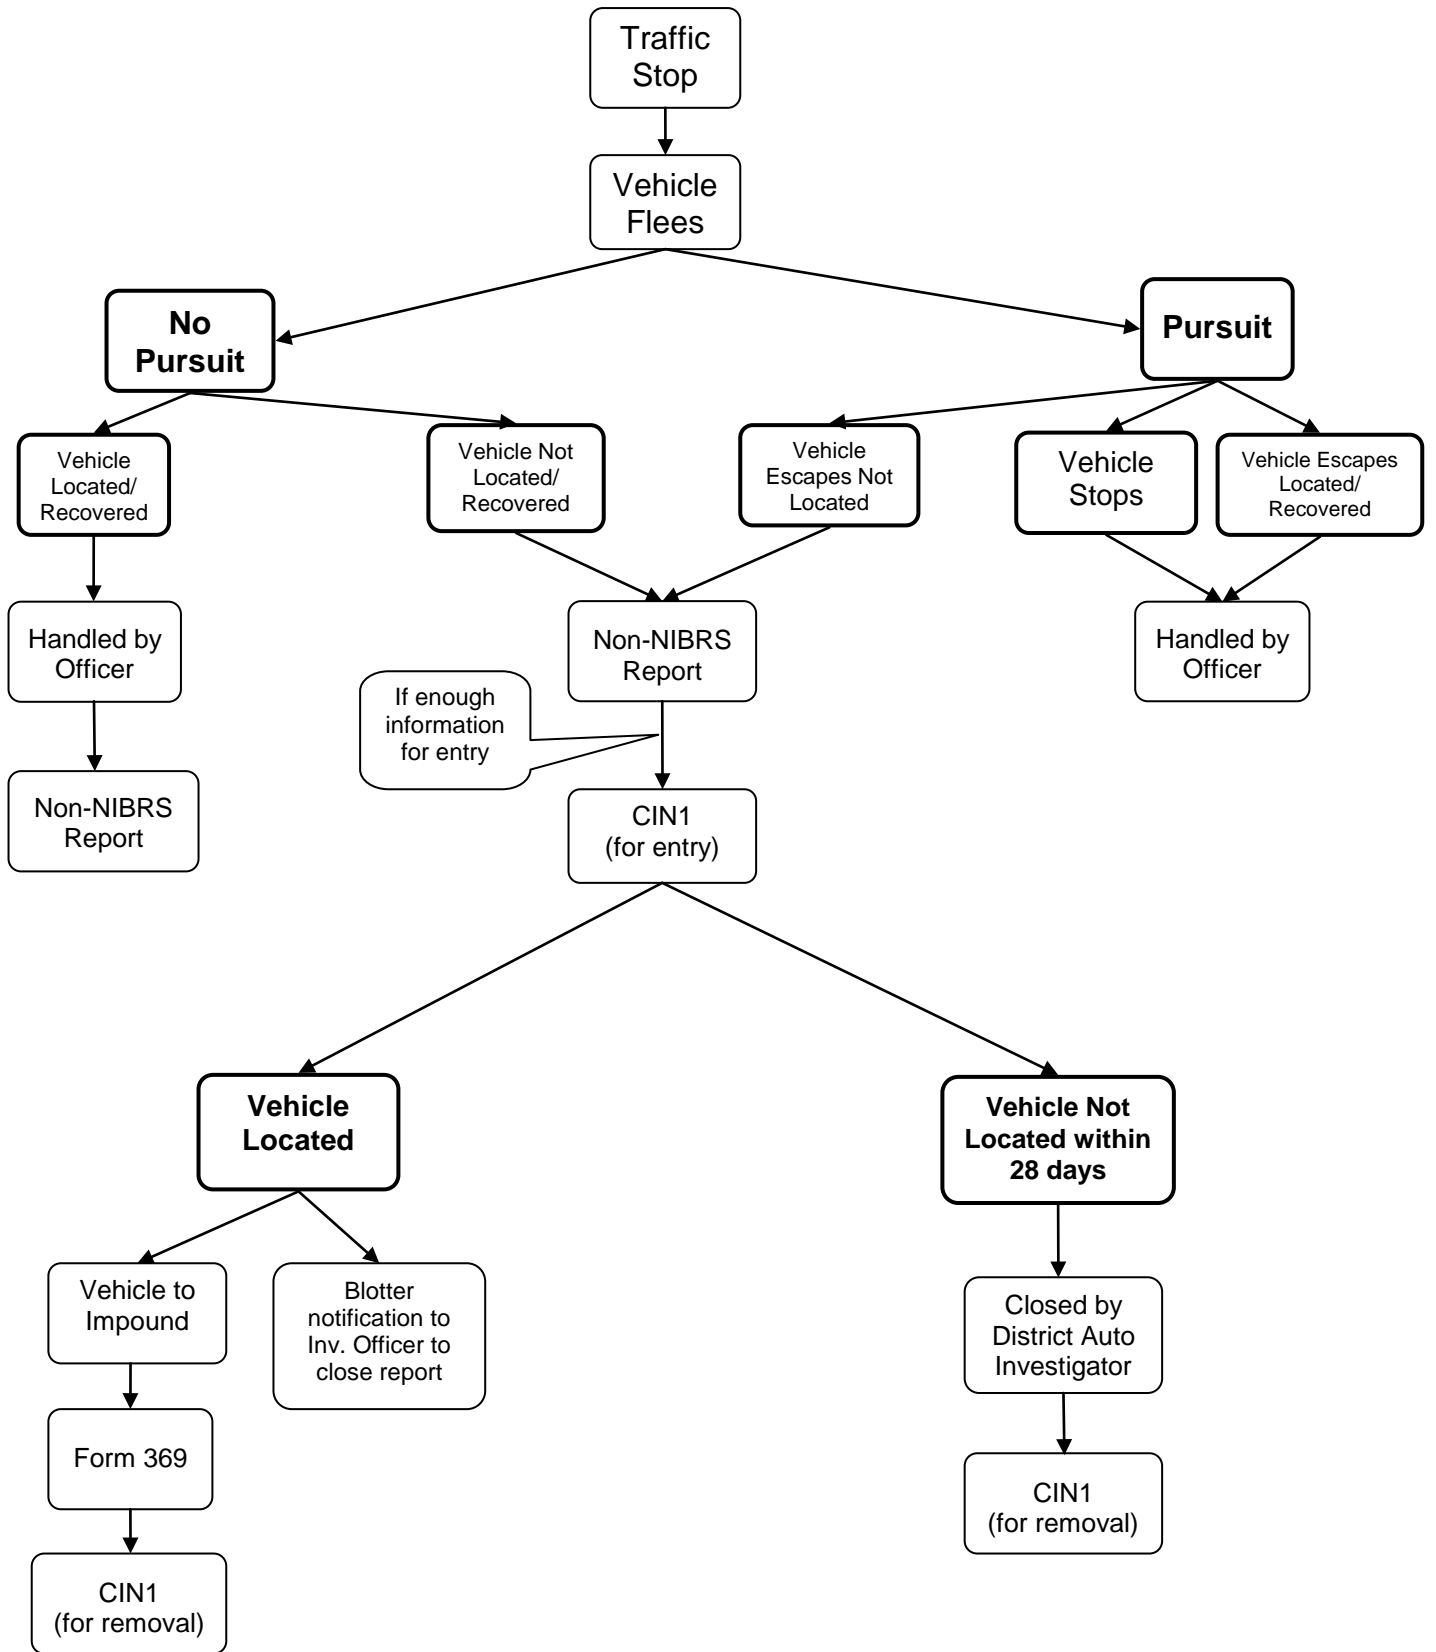 Traffic
Stop
Vehicle
Flees
No
Pursuit
Pursuit
Vehicle
Located/
Recovered
Vehicle Not
Located/
Recovered
Vehicle
Escapes Not
Located
Vehicle
Stops
Vehicle Escapes
Located/
Recovered
Handled by
Officer
Non-NIBRS
Report
Handled by
Officer
If enough
information
for entry
Non-NIBRS
Report
CIN1
(for entry)
Vehicle
Located
Vehicle Not
Located within
28 days
Vehicle to
Impound
Blotter
notification to
Inv. Officer to
close report
Closed by
District Auto
Investigator
Form 369
CIN1
(for removal)
CIN1
(for removal)